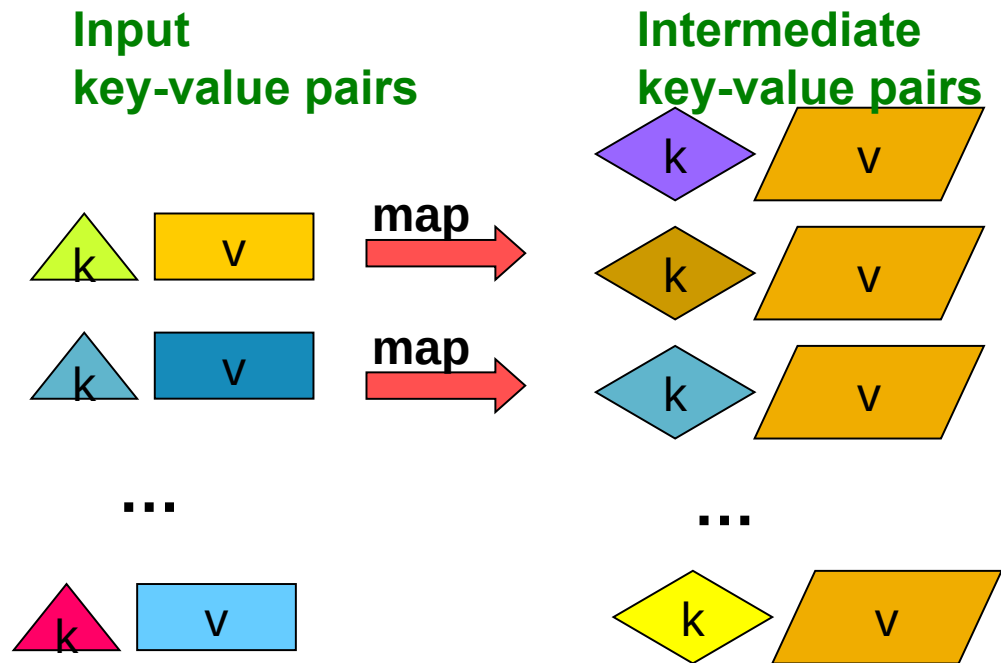 Input
key-value pairs
Intermediate
key-value pairs
k v
k v map k v
k v map k v
... ...
k v k v